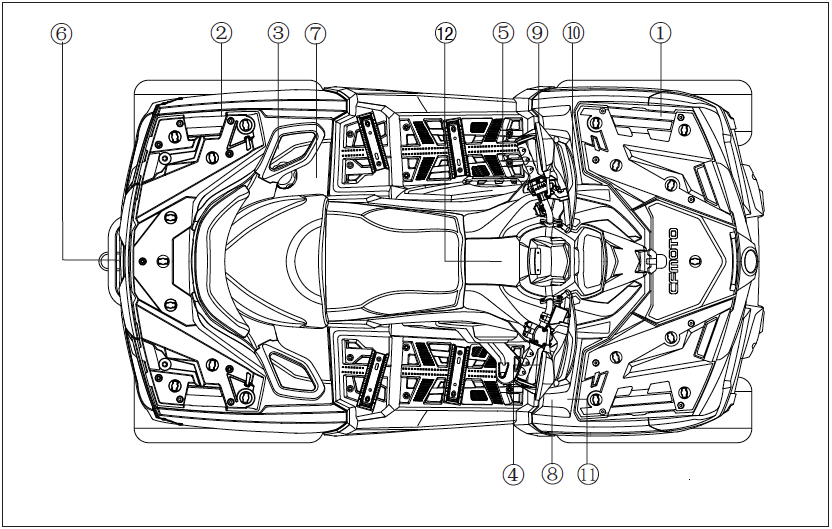 ⑥ ② ③ ⑦ ⑫ ⑤ ⑨ ⑩ ①
CFMOTO
④ ⑧ ⑪